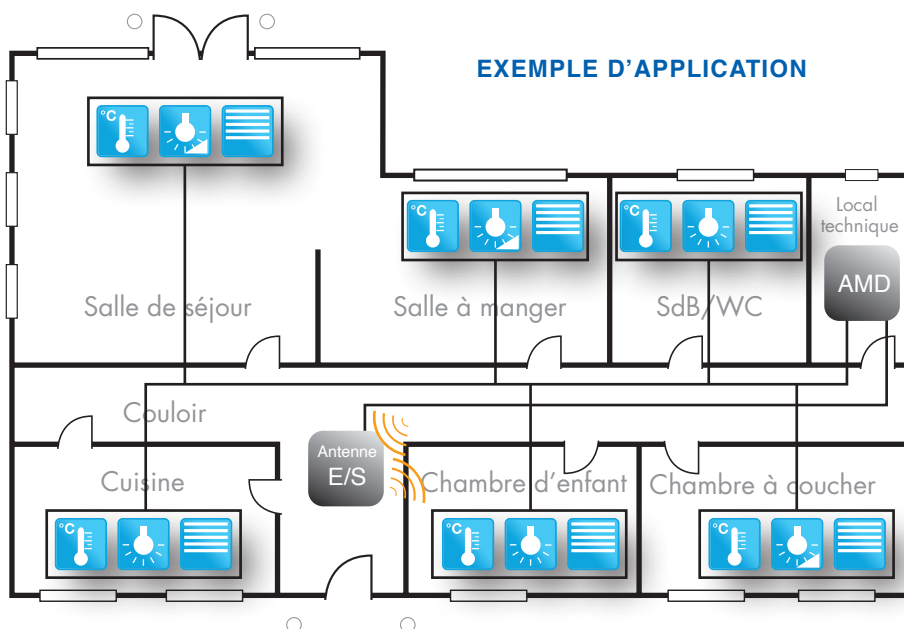 EXEMPLE D'APPLICATION
°C
°C
°C
Local
technique
AMD
Salle de séjour
Salle à manger
SdB/WC
Couloir
Antenne
E/S
Cuisine
Chambre d'enfant
Chambre à coucher
°C
°C
°C